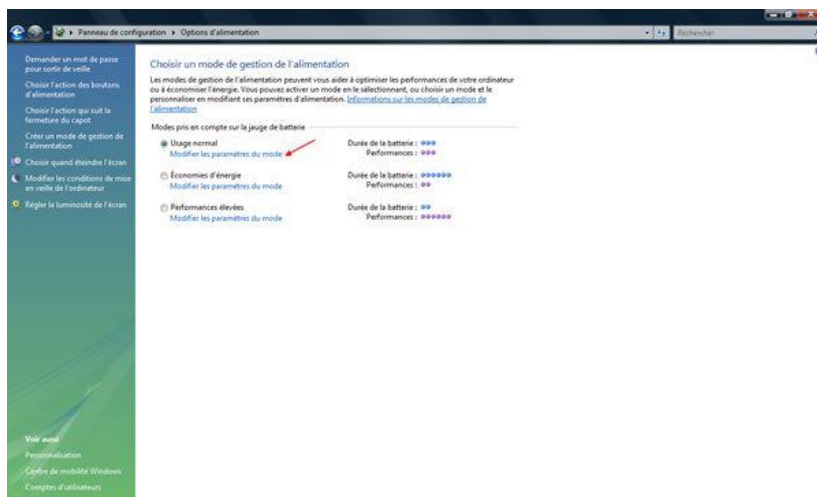 Panneau de configuration ▸ Options d'alimentation
Rechercher
Demander un mot de passe
pour sortir de veille
Choisir l'action des boutons
d'alimentation
Choisir l'action qui suit la
fermeture du capot
Créer un mode de gestion de
l'alimentation
Choisir quand éteindre l'écran
Modifier les conditions de mise
en veille de l'ordinateur
Régler la luminosité de l'écran
Voir aussi
Personnalisation
Centre de mobilité Windows
Comptes d'utilisateurs
Choisir un mode de gestion de l'alimentation
Les modes de gestion de l'alimentation peuvent vous aider à optimiser les performances de votre ordinateur
ou à économiser l'énergie. Vous pouvez activer un mode en le sélectionnant, ou choisir un mode et le
personnaliser en modifiant ses paramètres d'alimentation. Informations sur les modes de gestion de
l'alimentation
Modes pris en compte sur la jauge de batterie
Usage normal Durée de la batterie :
Modifier les paramètres du mode Performances :
Économies d'énergie Durée de la batterie :
Modifier les paramètres du mode Performances :
Performances élevées Durée de la batterie :
Modifier les paramètres du mode Performances :